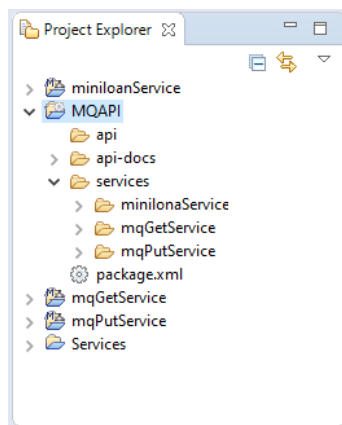 Project Explorer
miniloanService
MQAPI
api
api-docs
services
minilonaService
mqGetService
mqPutService
package.xml
mqGetService
mqPutService
Services